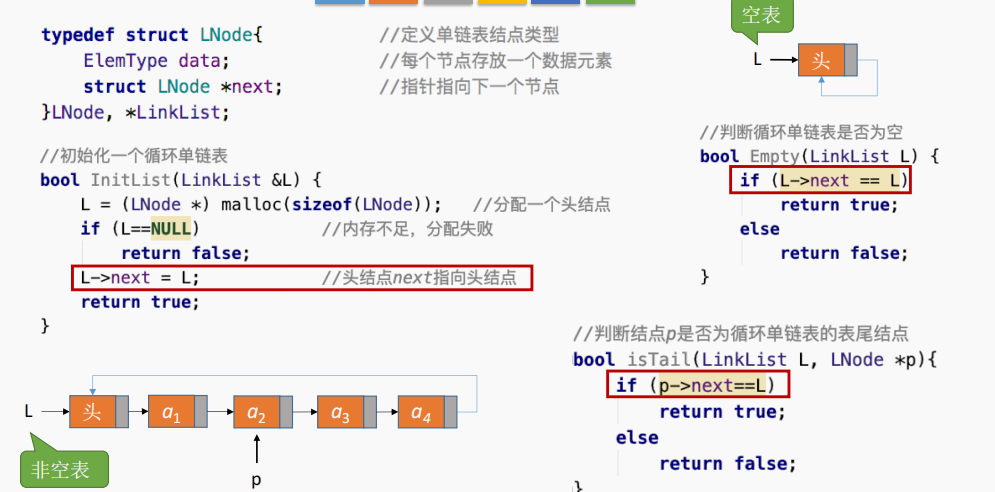 typedef struct LNode{ //定义单链表结点类型
ElemType data; //每个节点存放一个数据元素
struct LNode *next; //指针指向下一个节点
}LNode, *LinkList;
//初始化一个循环单链表
bool InitList(LinkList &L) {
L = (LNode *) malloc(sizeof(LNode)); //分配一个头结点
if (L==NULL) //内存不足，分配失败
return false;
L->next = L; //头结点next指向头结点
return true;
}
空表
L 头
//判断循环单链表是否为空
bool Empty(LinkList L) {
if (L->next == L)
return true;
else
return false;
}
//判断结点p是否为循环单链表的表尾结点
bool isTail(LinkList L, LNode *p){
if (p->next==L)
return true;
else
return false;
}
L 头 a1 a2 a3 a4
非空表
p